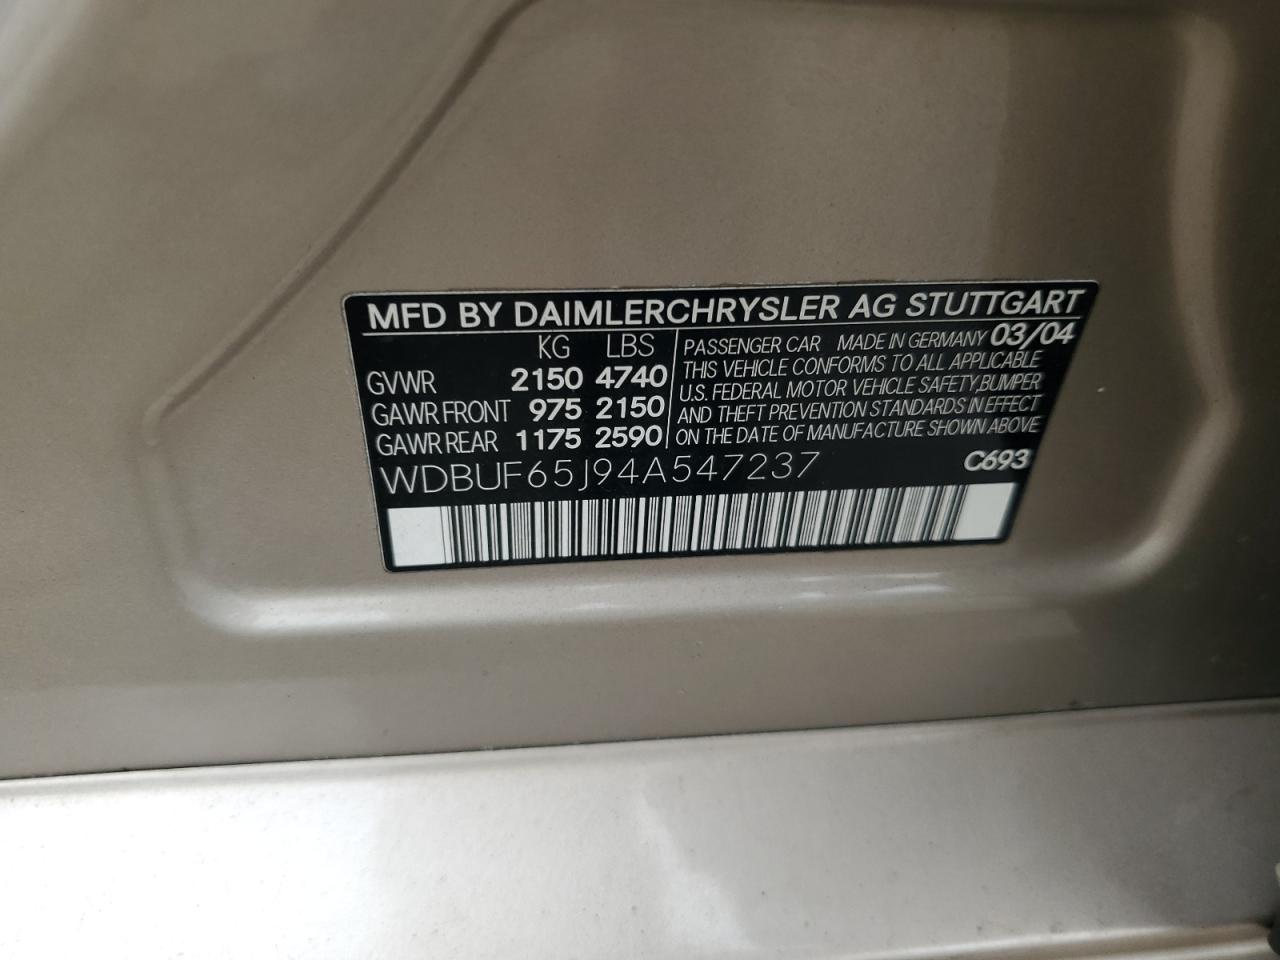 MFD BY DAIMLERCHRYSLER AG STUTTGART
KG LBS
GVWR 2150 4740
GAWR FRONT 975 2150
GAWR REAR 1175 2590
PASSENGER CAR MADE IN GERMANY 03/04
THIS VEHICLE CONFORMS TO ALL APPLICABLE
U.S. FEDERAL MOTOR VEHICLE SAFETY,BUMPER
AND THEFT PREVENTION STANDARDS IN EFFECT
ON THE DATE OF MANUFACTURE SHOWN ABOVE
WDBUF65J94A547237 C693